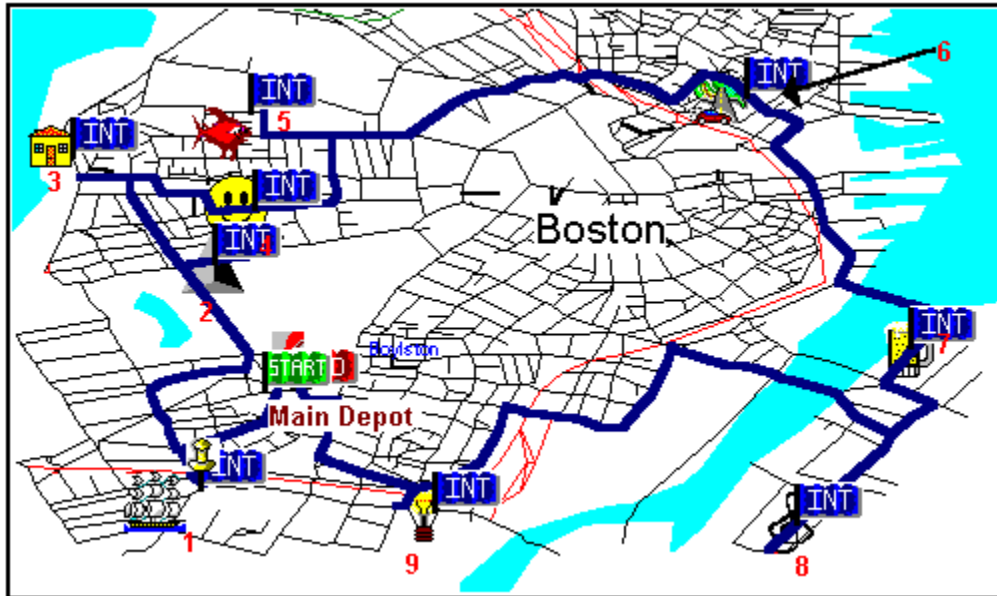 INT
6
INT
5
INT
3
INT
Boston
INT
4
2
INT
7
Boylston
START D
Main Depot
INT
INT
INT
1
9
8